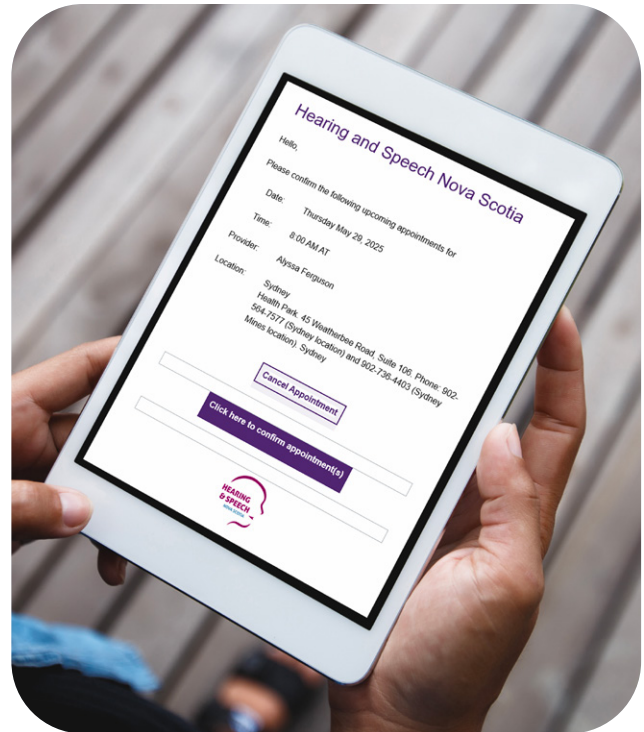 Hearing and Speech Nova Scotia
Hello,
Please confirm the following upcoming appointments for
Date: Thursday May 29, 2025
Time: 8:00 AM AT
Provider: Alyssa Ferguson
Location: Sydney
Health Park. 45 Weatherbee Road, Suite 106. Phone: 902-
564-7577 (Sydney location) and 902-736-4403 (Sydney
Mines location). Sydney
Cancel Appointment
Click here to confirm appointment(s)
HEARING
& SPEECH
NOVA SCOTIA